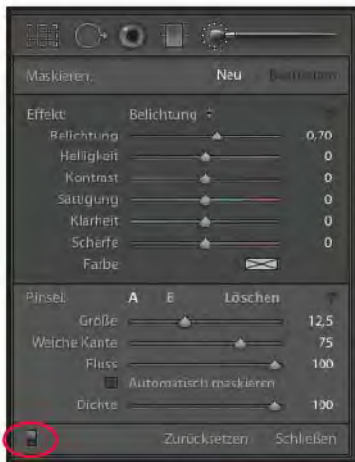 Maskieren: Neu Bearbeiten
Effekt: Belichtung
Belichtung 0,70
Helligkeit 0
Kontrast 0
Sättigung 0
Klarheit 0
Schärfe 0
Farbe
Pinsel: A B Löschen
Größe 12,5
Weiche Kante 75
Fluss 100
Automatisch maskieren
Dichte 100
Zurücksetzen Schließen